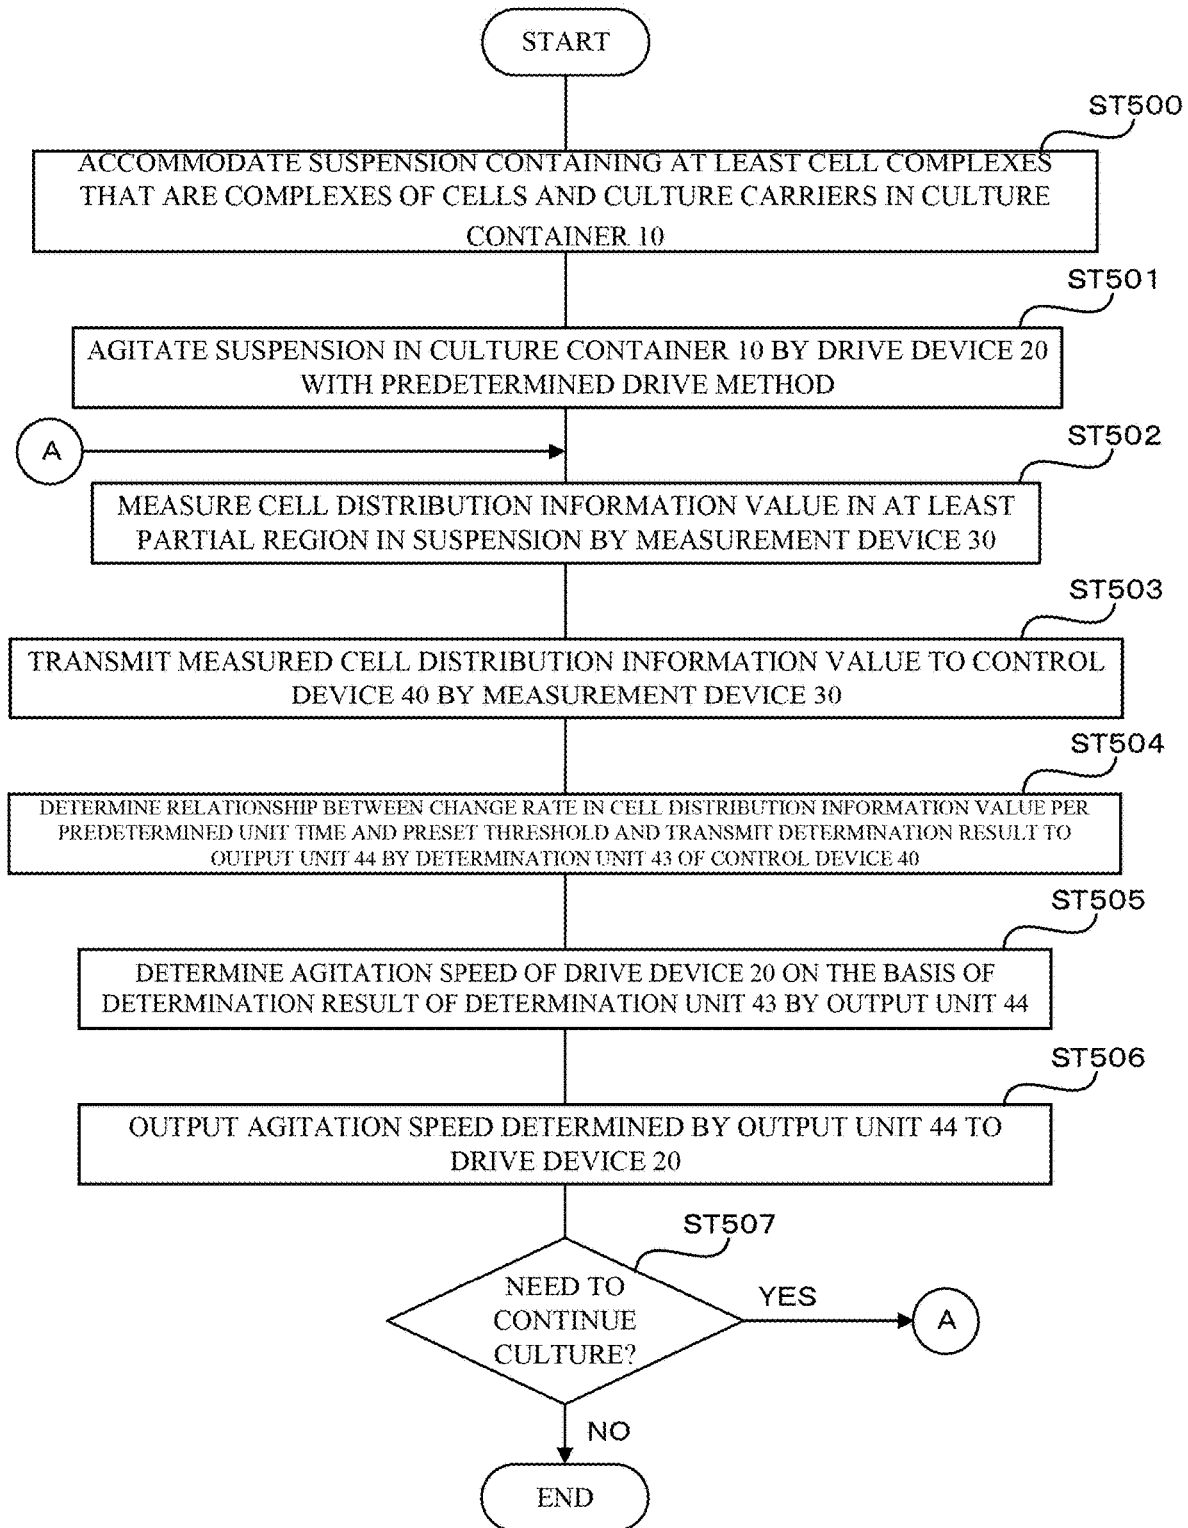 START
ST500
ACCOMMODATE SUSPENSION CONTAINING AT LEAST CELL COMPLEXES
THAT ARE COMPLEXES OF CELLS AND CULTURE CARRIERS IN CULTURE
CONTAINER 10
ST501
AGITATE SUSPENSION IN CULTURE CONTAINER 10 BY DRIVE DEVICE 20
WITH PREDETERMINED DRIVE METHOD
A
ST502
MEASURE CELL DISTRIBUTION INFORMATION VALUE IN AT LEAST
PARTIAL REGION IN SUSPENSION BY MEASUREMENT DEVICE 30
ST503
TRANSMIT MEASURED CELL DISTRIBUTION INFORMATION VALUE TO CONTROL
DEVICE 40 BY MEASUREMENT DEVICE 30
ST504
DETERMINE RELATIONSHIP BETWEEN CHANGE RATE IN CELL DISTRIBUTION INFORMATION VALUE PER
PREDETERMINED UNIT TIME AND PRESET THRESHOLD AND TRANSMIT DETERMINATION RESULT TO
OUTPUT UNIT 44 BY DETERMINATION UNIT 43 OF CONTROL DEVICE 40
ST505
DETERMINE AGITATION SPEED OF DRIVE DEVICE 20 ON THE BASIS OF
DETERMINATION RESULT OF DETERMINATION UNIT 43 BY OUTPUT UNIT 44
ST506
OUTPUT AGITATION SPEED DETERMINED BY OUTPUT UNIT 44 TO
DRIVE DEVICE 20
ST507
NEED TO
CONTINUE
CULTURE?
YES
A
NO
END